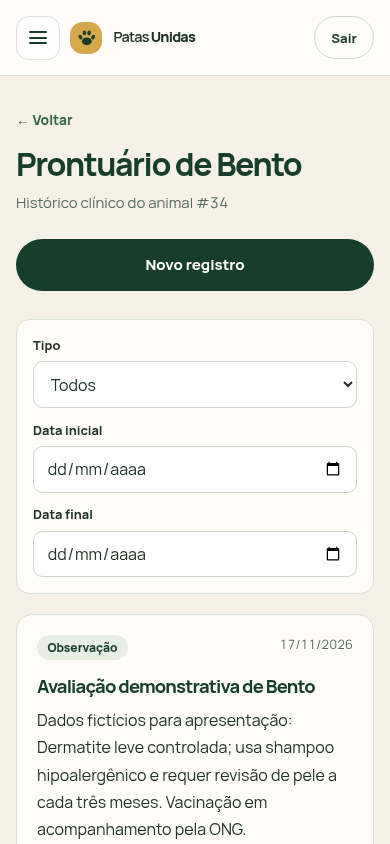 Patas Unidas
Sair
← Voltar
Prontuário de Bento
Histórico clínico do animal #34
Novo registro
Tipo
Todos
Data inicial
dd/mm/aaaa
Data final
dd/mm/aaaa
Observação
17/11/2026
Avaliação demonstrativa de Bento
Dados fictícios para apresentação:
Dermatite leve controlada; usa shampoo
hipoalergênico e requer revisão de pele a
cada três meses. Vacinação em
acompanhamento pela ONG.